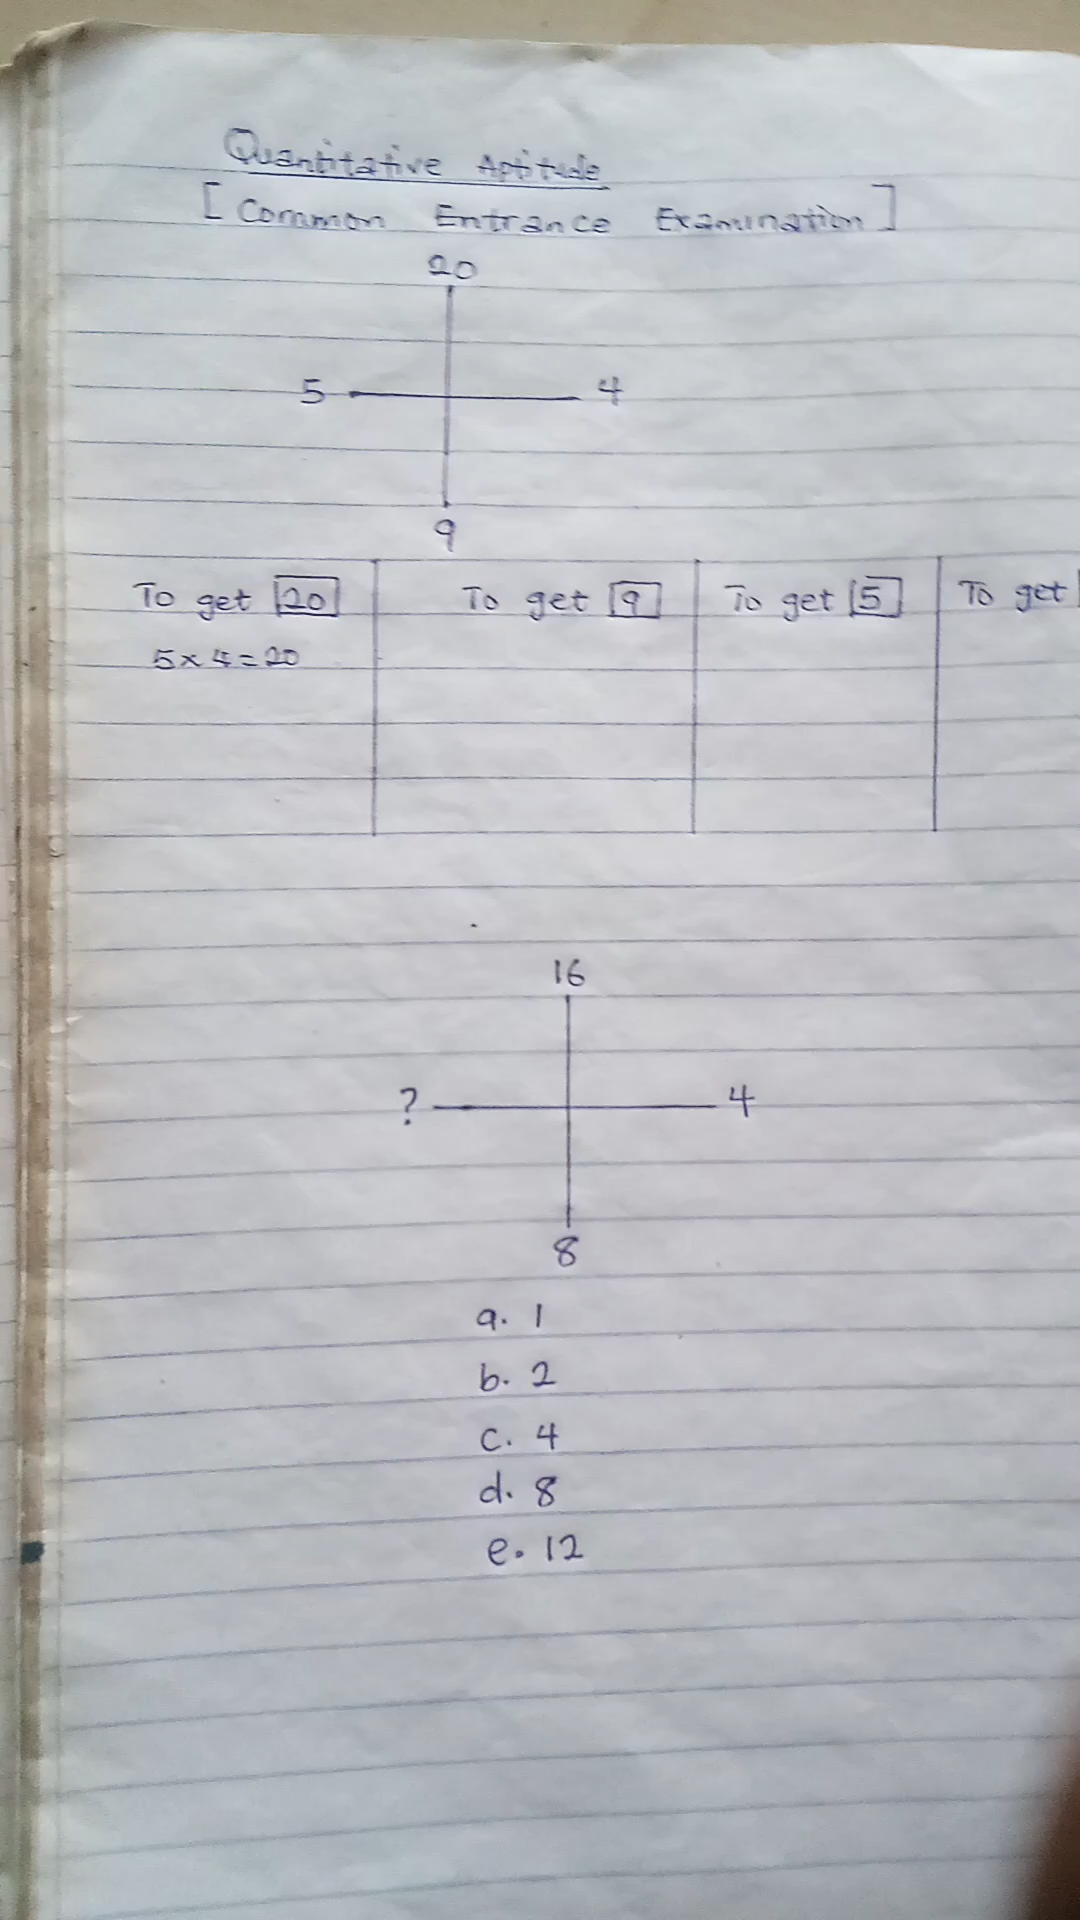 Quantitative Aptitude
[Common Entrance Examination]
20
5 4
9
To get 20 To get 9 To get 5 To get
5 x 4 = 20
16
? 4
8
a. 1
b. 2
c. 4
d. 8
e. 12